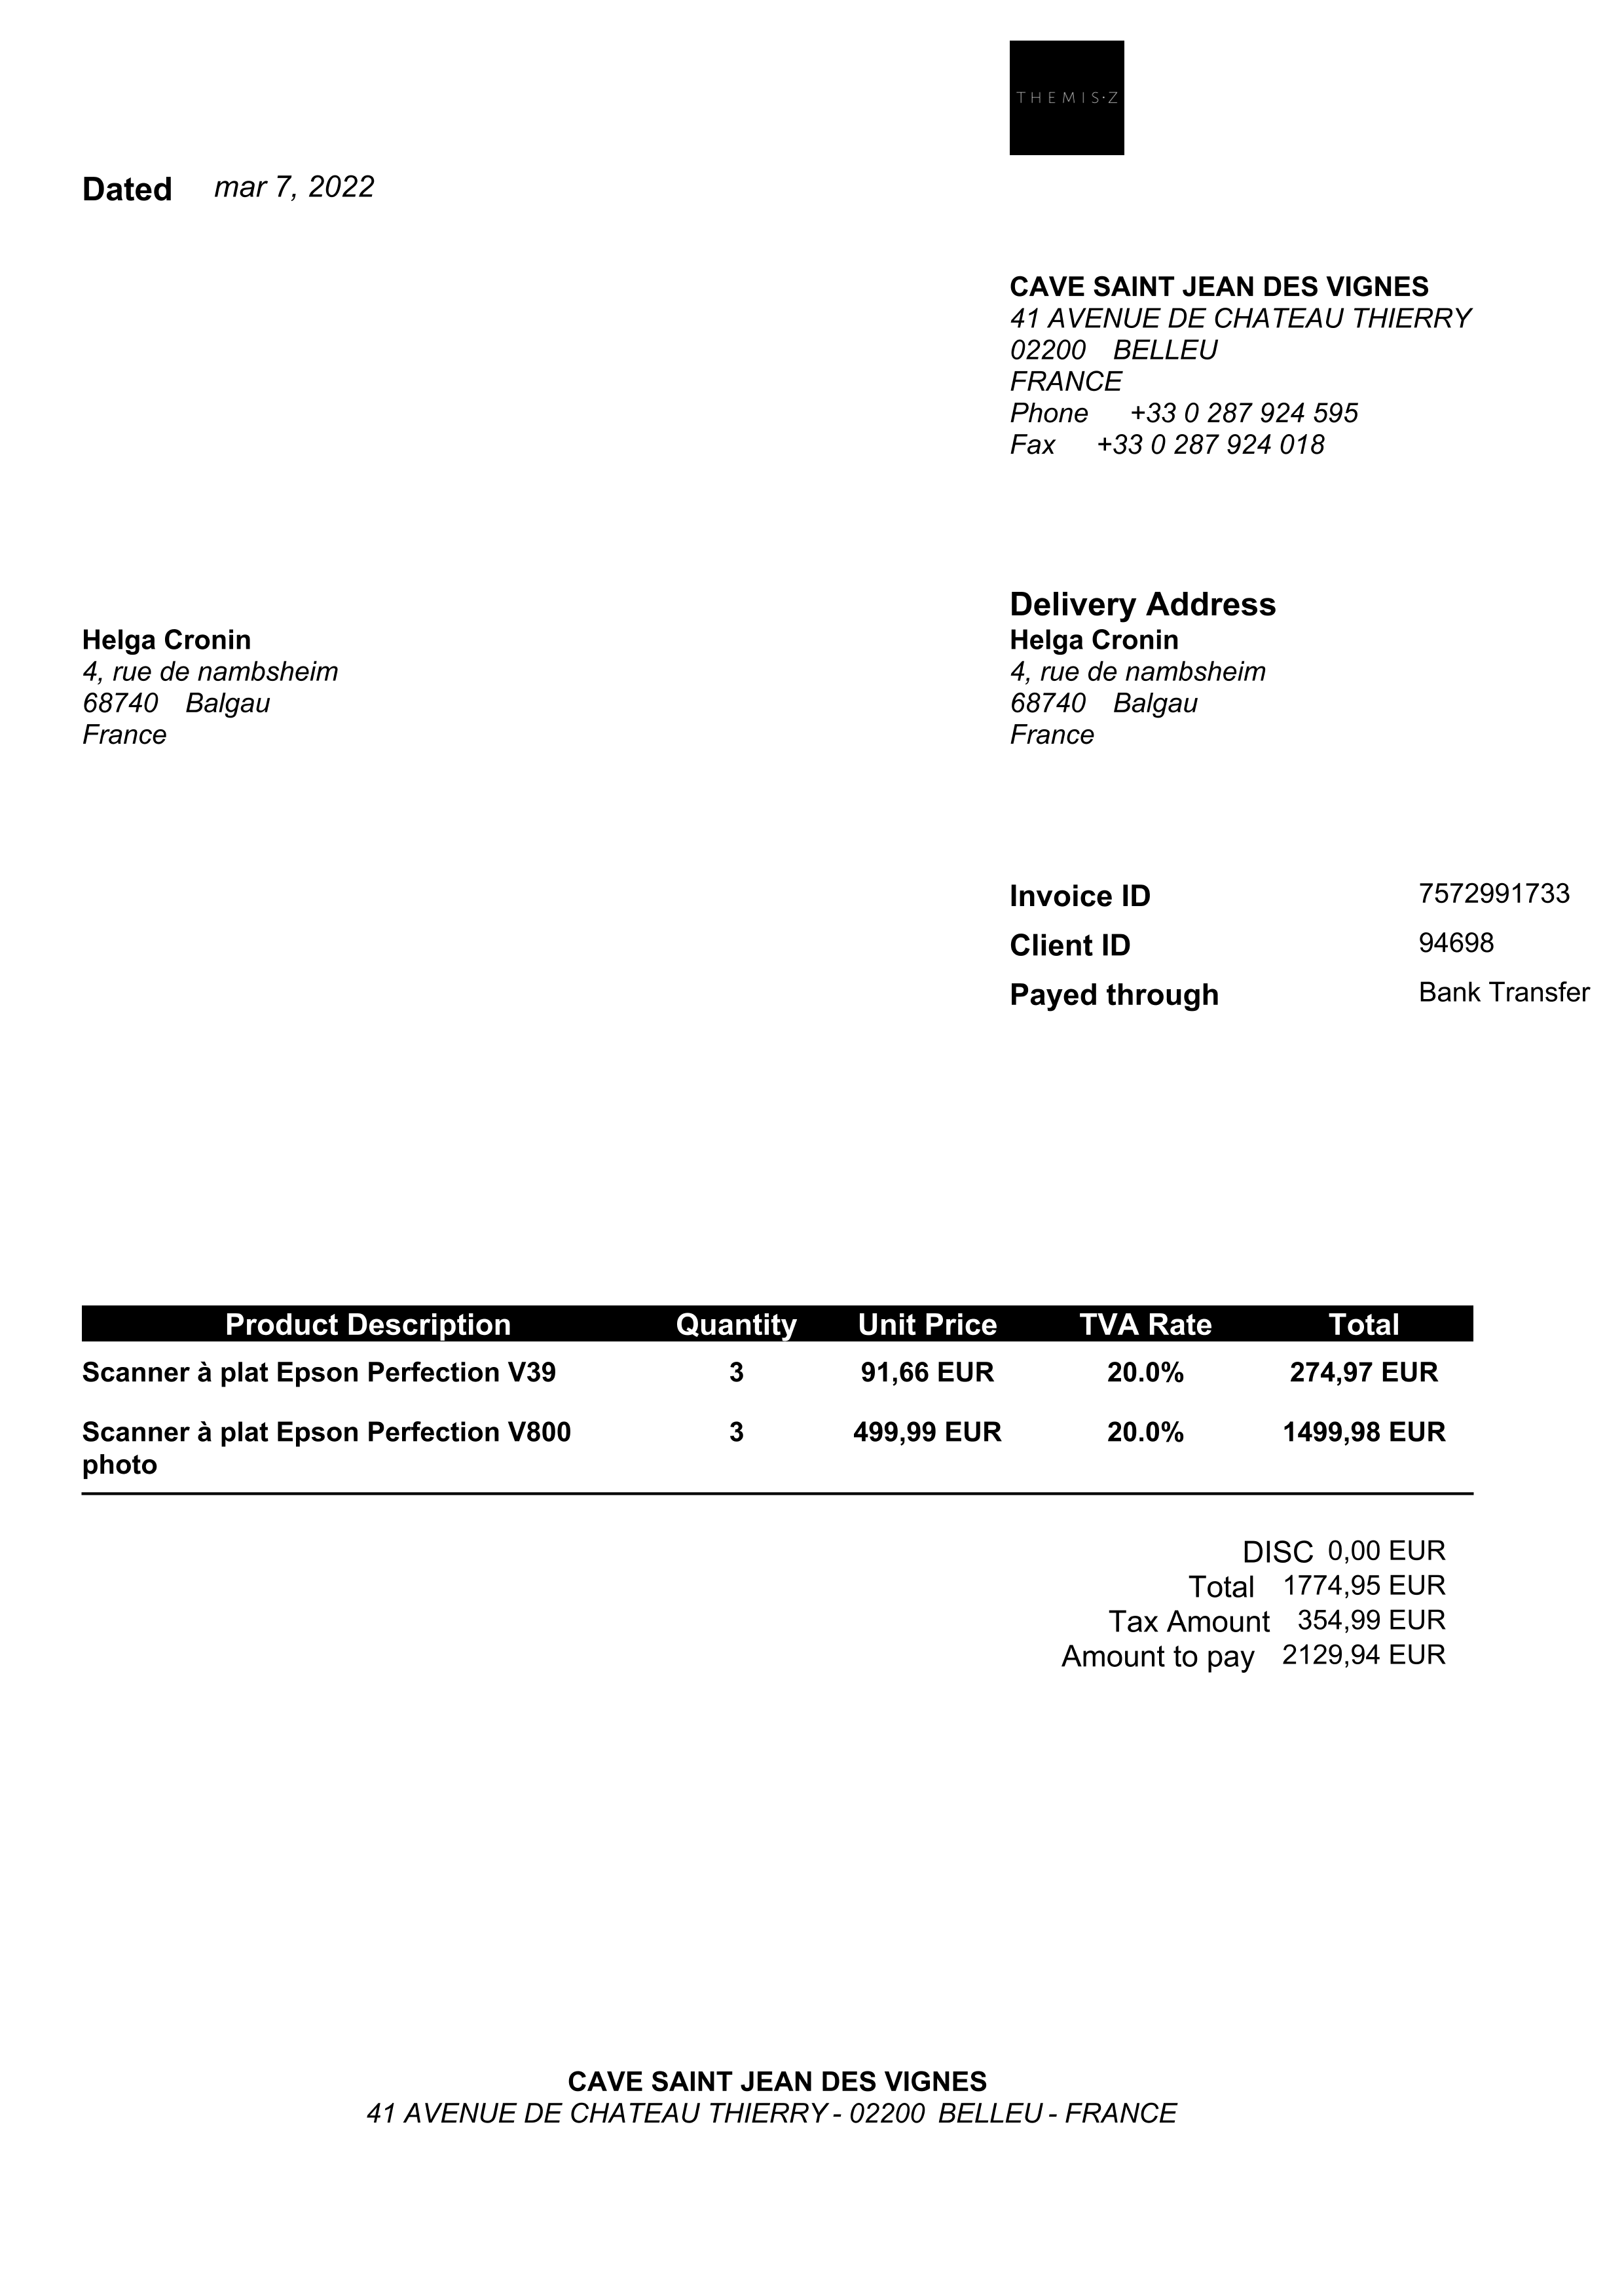 THEMIS·Z
Dated mar 7, 2022
CAVE SAINT JEAN DES VIGNES
41 AVENUE DE CHATEAU THIERRY
02200 BELLEU
FRANCE
Phone +33 0 287 924 595
Fax +33 0 287 924 018
Helga Cronin
4, rue de nambsheim
68740 Balgau
France
Delivery Address
Helga Cronin
4, rue de nambsheim
68740 Balgau
France
Invoice ID 7572991733
Client ID 94698
Payed through Bank Transfer
Product Description Quantity Unit Price TVA Rate Total
Scanner à plat Epson Perfection V39 3 91,66 EUR 20.0% 274,97 EUR
Scanner à plat Epson Perfection V800 3 499,99 EUR 20.0% 1499,98 EUR
photo
DISC 0,00 EUR
Total 1774,95 EUR
Tax Amount 354,99 EUR
Amount to pay 2129,94 EUR
CAVE SAINT JEAN DES VIGNES
41 AVENUE DE CHATEAU THIERRY - 02200 BELLEU - FRANCE